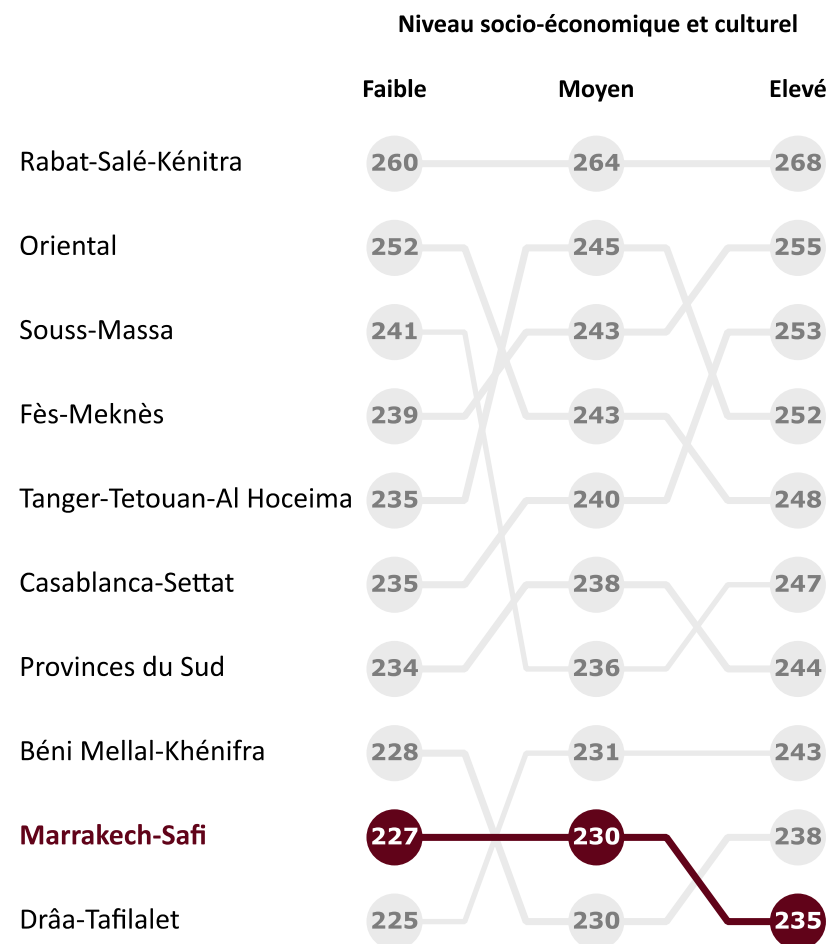 Niveau socio-économique et culturel
Faible Moyen Elevé
Rabat-Salé-Kénitra 260 264 268
Oriental 252 245 255
Souss-Massa 241 243 253
Fès-Meknès 239 243 252
Tanger-Tetouan-Al Hoceima 235 240 248
Casablanca-Settat 235 238 247
Provinces du Sud 234 236 244
Béni Mellal-Khénifra 228 231 243
Marrakech-Safi 227 230 238
Drâa-Tafilalet 225 230 235